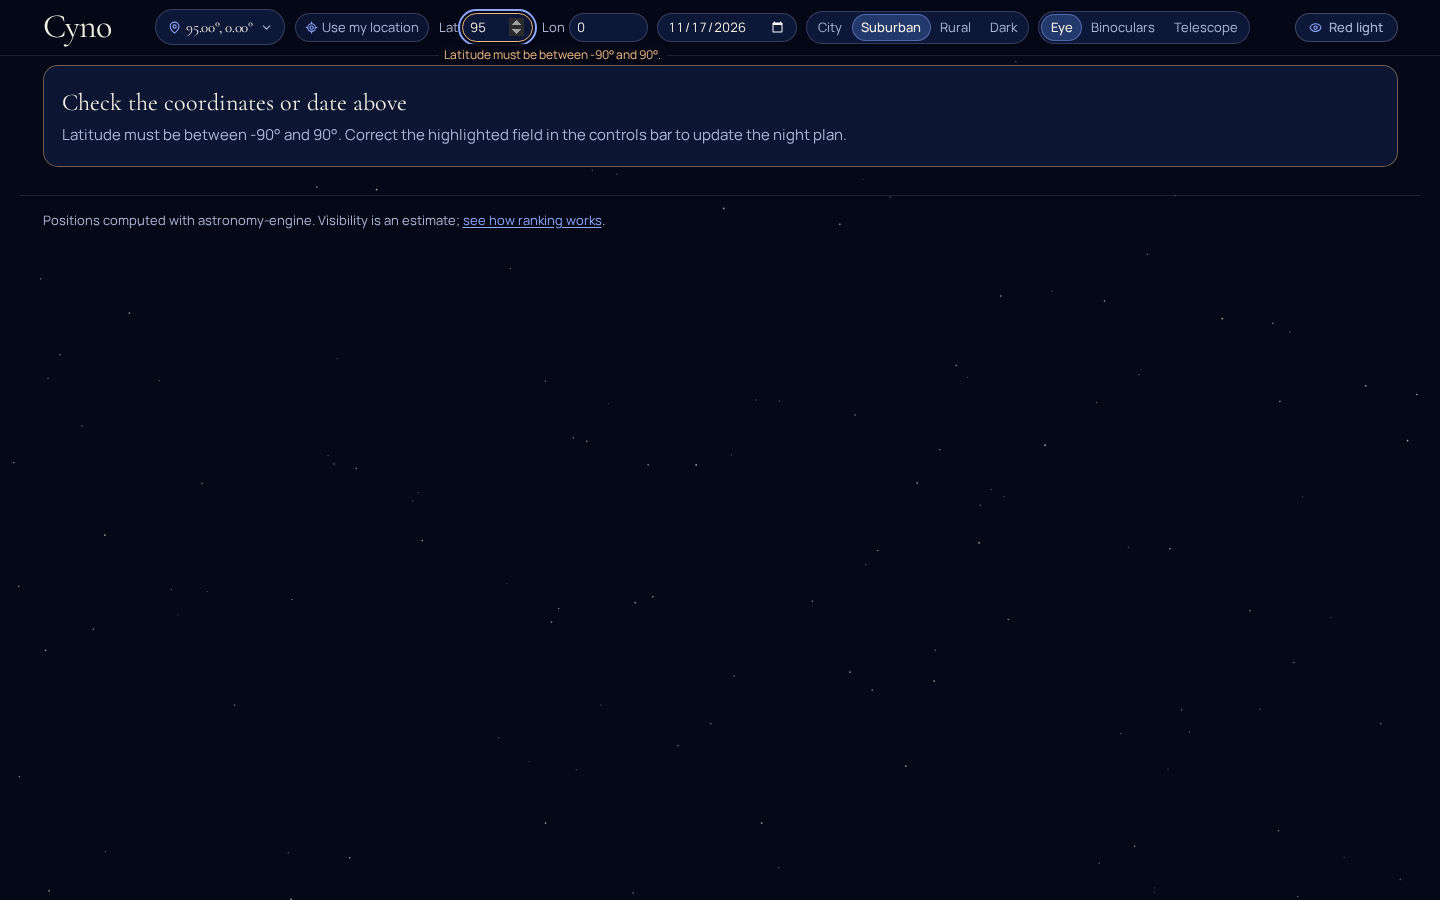 Cyno
95.00°, 0.00°
Use my location
Lat 95
Lon 0
11/17/2026
City Suburban Rural Dark
Eye Binoculars Telescope
Red light
Latitude must be between -90° and 90°.
Check the coordinates or date above
Latitude must be between -90° and 90°. Correct the highlighted field in the controls bar to update the night plan.
Positions computed with astronomy-engine. Visibility is an estimate; see how ranking works.